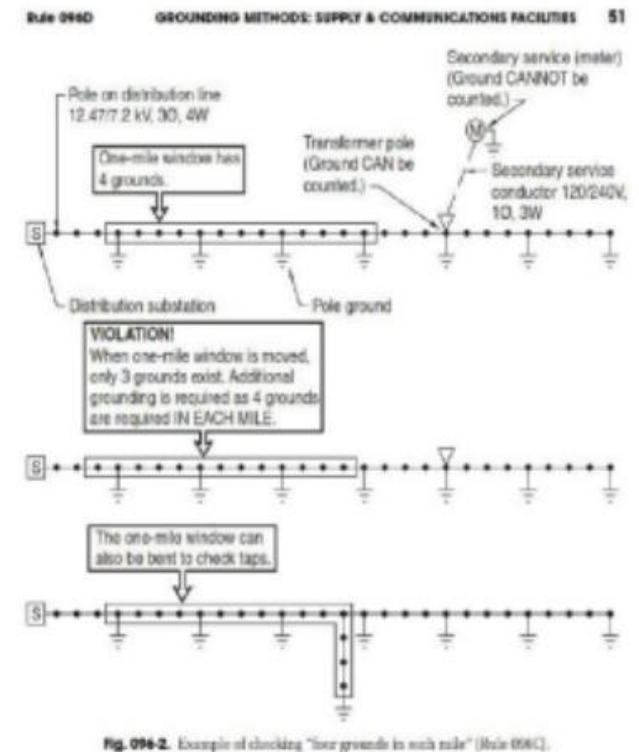 Rule 096D
GROUNDING METHODS: SUPPLY & COMMUNICATIONS FACILITIES
51
Secondary service (meter)
(Ground CANNOT be
counted.)
Pole on distribution line
12.47/7.2 kV, 3Ø, 4W
Transformer pole
(Ground CAN be
counted.)
One-mile window has
4 grounds.
M
Secondary service
conductor 120/240V,
1Ø, 3W
S
Distribution substation
Pole ground
VIOLATION!
When one-mile window is moved,
only 3 grounds exist. Additional
grounding is required as 4 grounds
are required IN EACH MILE.
S
The one-mile window can
also be bent to check taps.
S
Fig. 096-2. Example of checking "four grounds in each mile" (Rule 096C).